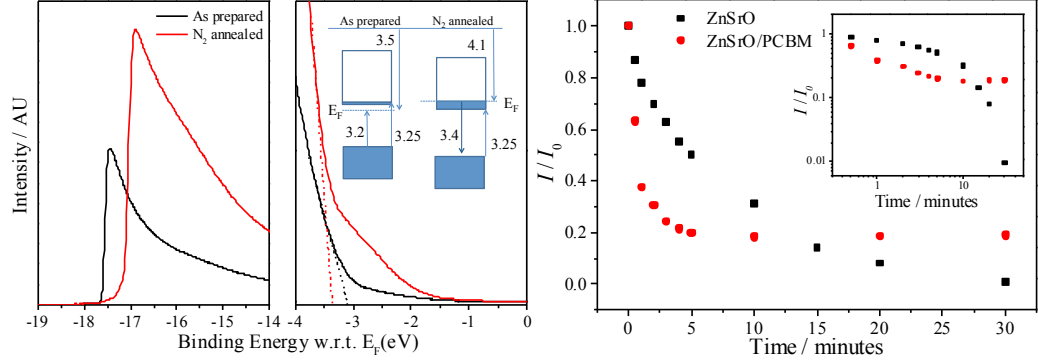 Intensity / AU
As prepared
N2 annealed
-19 -18 -17 -16 -15 -14
As prepared N2 annealed
3.5 4.1
EF EF
3.2 3.25 3.4 3.25
-4 -3 -2 -1 0
Binding Energy w.r.t. EF(eV)
I / I0
1.0
0.8
0.6
0.4
0.2
0.0
ZnSrO
ZnSrO/PCBM
0 5 10 15 20 25 30
Time / minutes
I / I0
1
0.1
0.01
1 10
Time / minutes